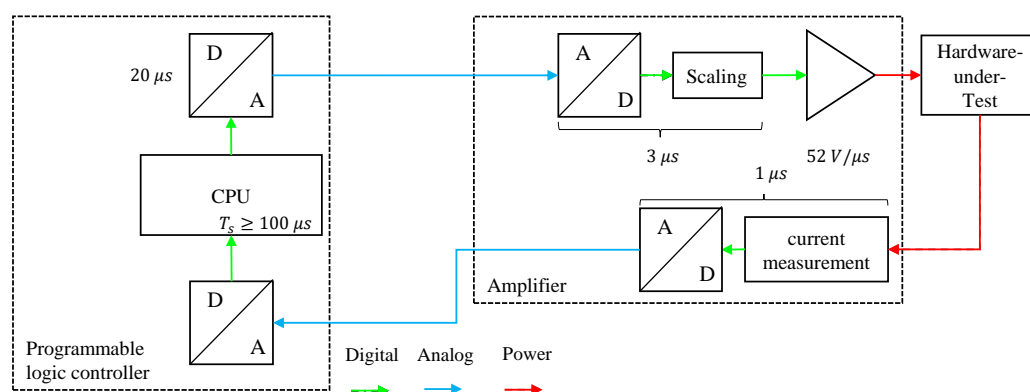 D
A
20 μs
CPU
T_s ≥ 100 μs
D
A
Programmable
logic controller
A
D
Scaling
3 μs
52 V/μs
Hardware-
under-
Test
1 μs
A
D
current
measurement
Amplifier
Digital
Analog
Power